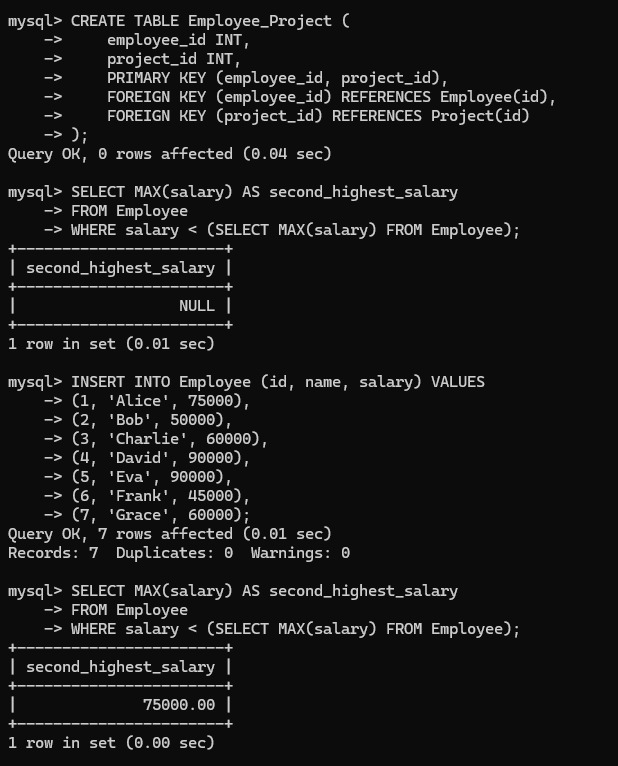 mysql> CREATE TABLE Employee_Project (
    ->     employee_id INT,
    ->     project_id INT,
    ->     PRIMARY KEY (employee_id, project_id),
    ->     FOREIGN KEY (employee_id) REFERENCES Employee(id),
    ->     FOREIGN KEY (project_id) REFERENCES Project(id)
    -> );
Query OK, 0 rows affected (0.04 sec)

mysql> SELECT MAX(salary) AS second_highest_salary
    -> FROM Employee
    -> WHERE salary < (SELECT MAX(salary) FROM Employee);
+-----------------------+
| second_highest_salary |
+-----------------------+
|                  NULL |
+-----------------------+
1 row in set (0.01 sec)

mysql> INSERT INTO Employee (id, name, salary) VALUES
    -> (1, 'Alice', 75000),
    -> (2, 'Bob', 50000),
    -> (3, 'Charlie', 60000),
    -> (4, 'David', 90000),
    -> (5, 'Eva', 90000),
    -> (6, 'Frank', 45000),
    -> (7, 'Grace', 60000);
Query OK, 7 rows affected (0.01 sec)
Records: 7  Duplicates: 0  Warnings: 0

mysql> SELECT MAX(salary) AS second_highest_salary
    -> FROM Employee
    -> WHERE salary < (SELECT MAX(salary) FROM Employee);
+-----------------------+
| second_highest_salary |
+-----------------------+
|              75000.00 |
+-----------------------+
1 row in set (0.00 sec)